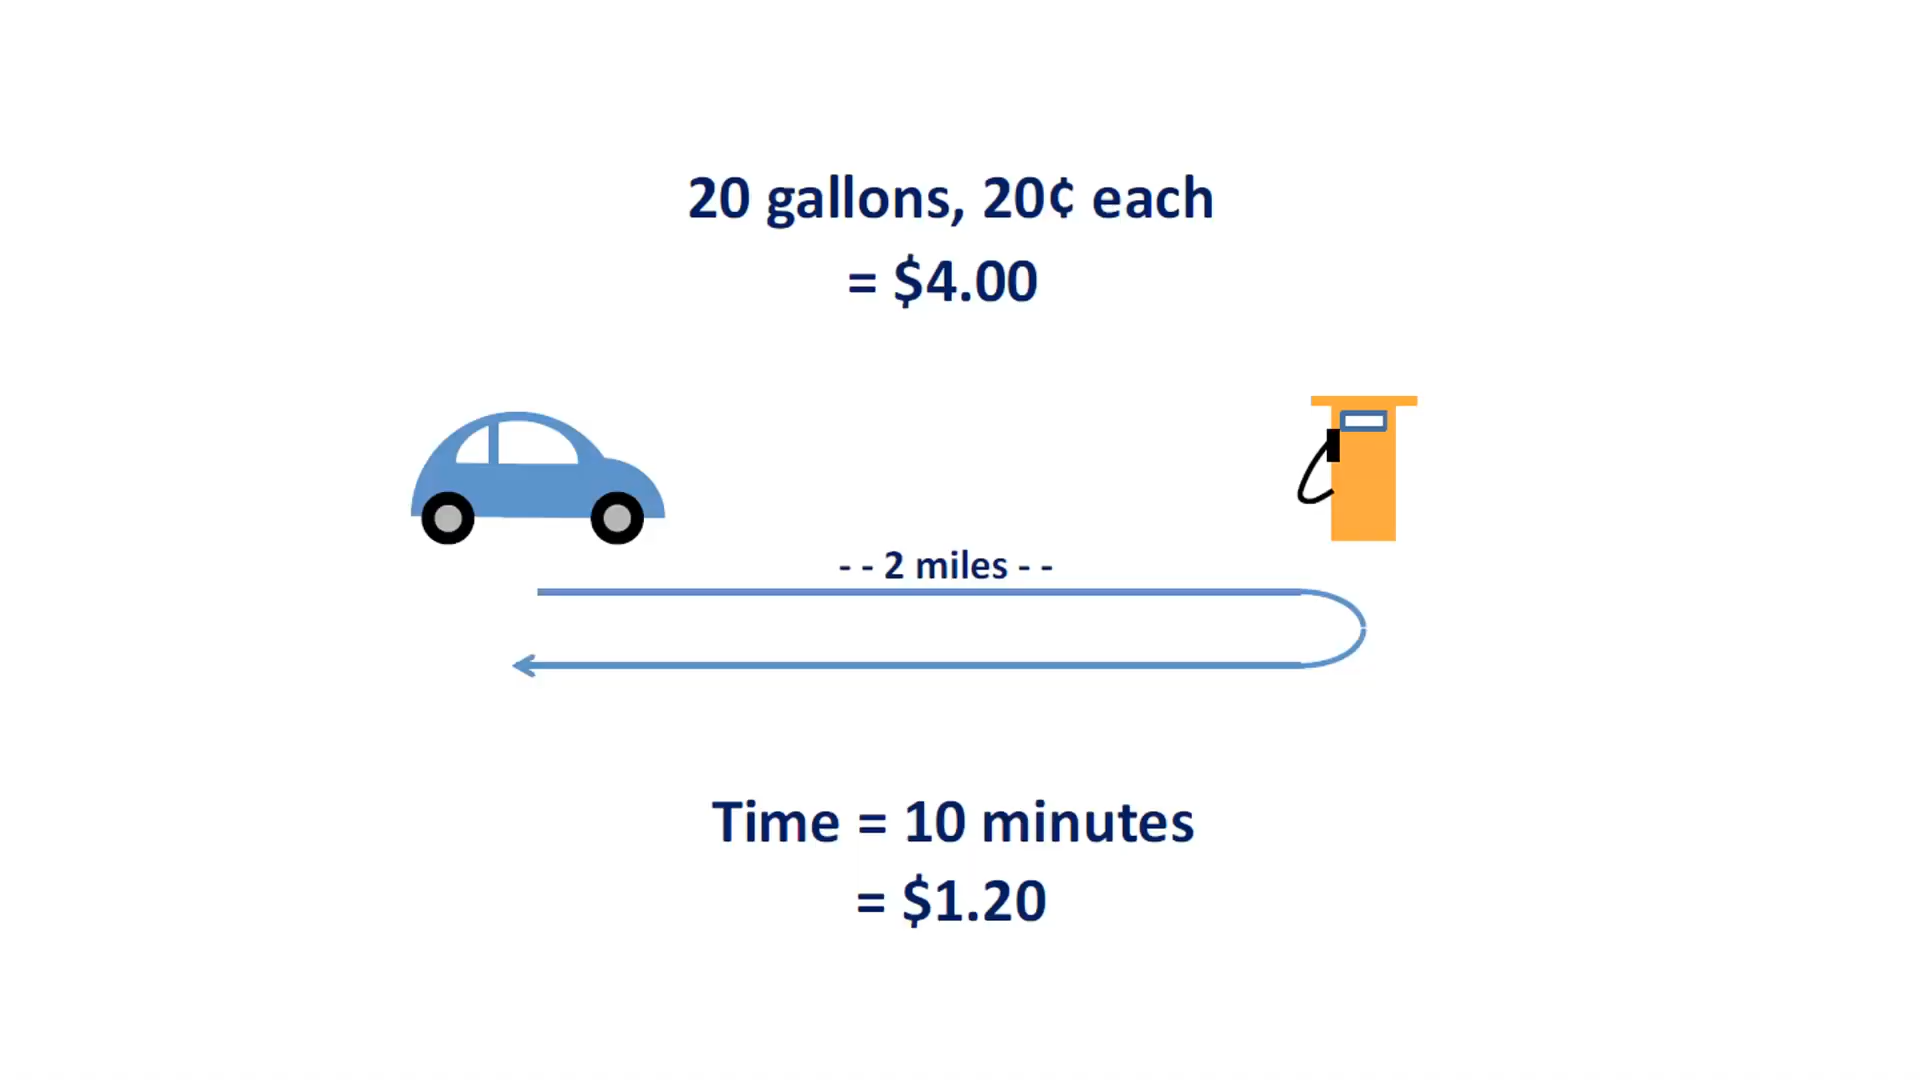 20 gallons, 20¢ each
= $4.00
- - 2 miles - -
Time = 10 minutes
= $1.20